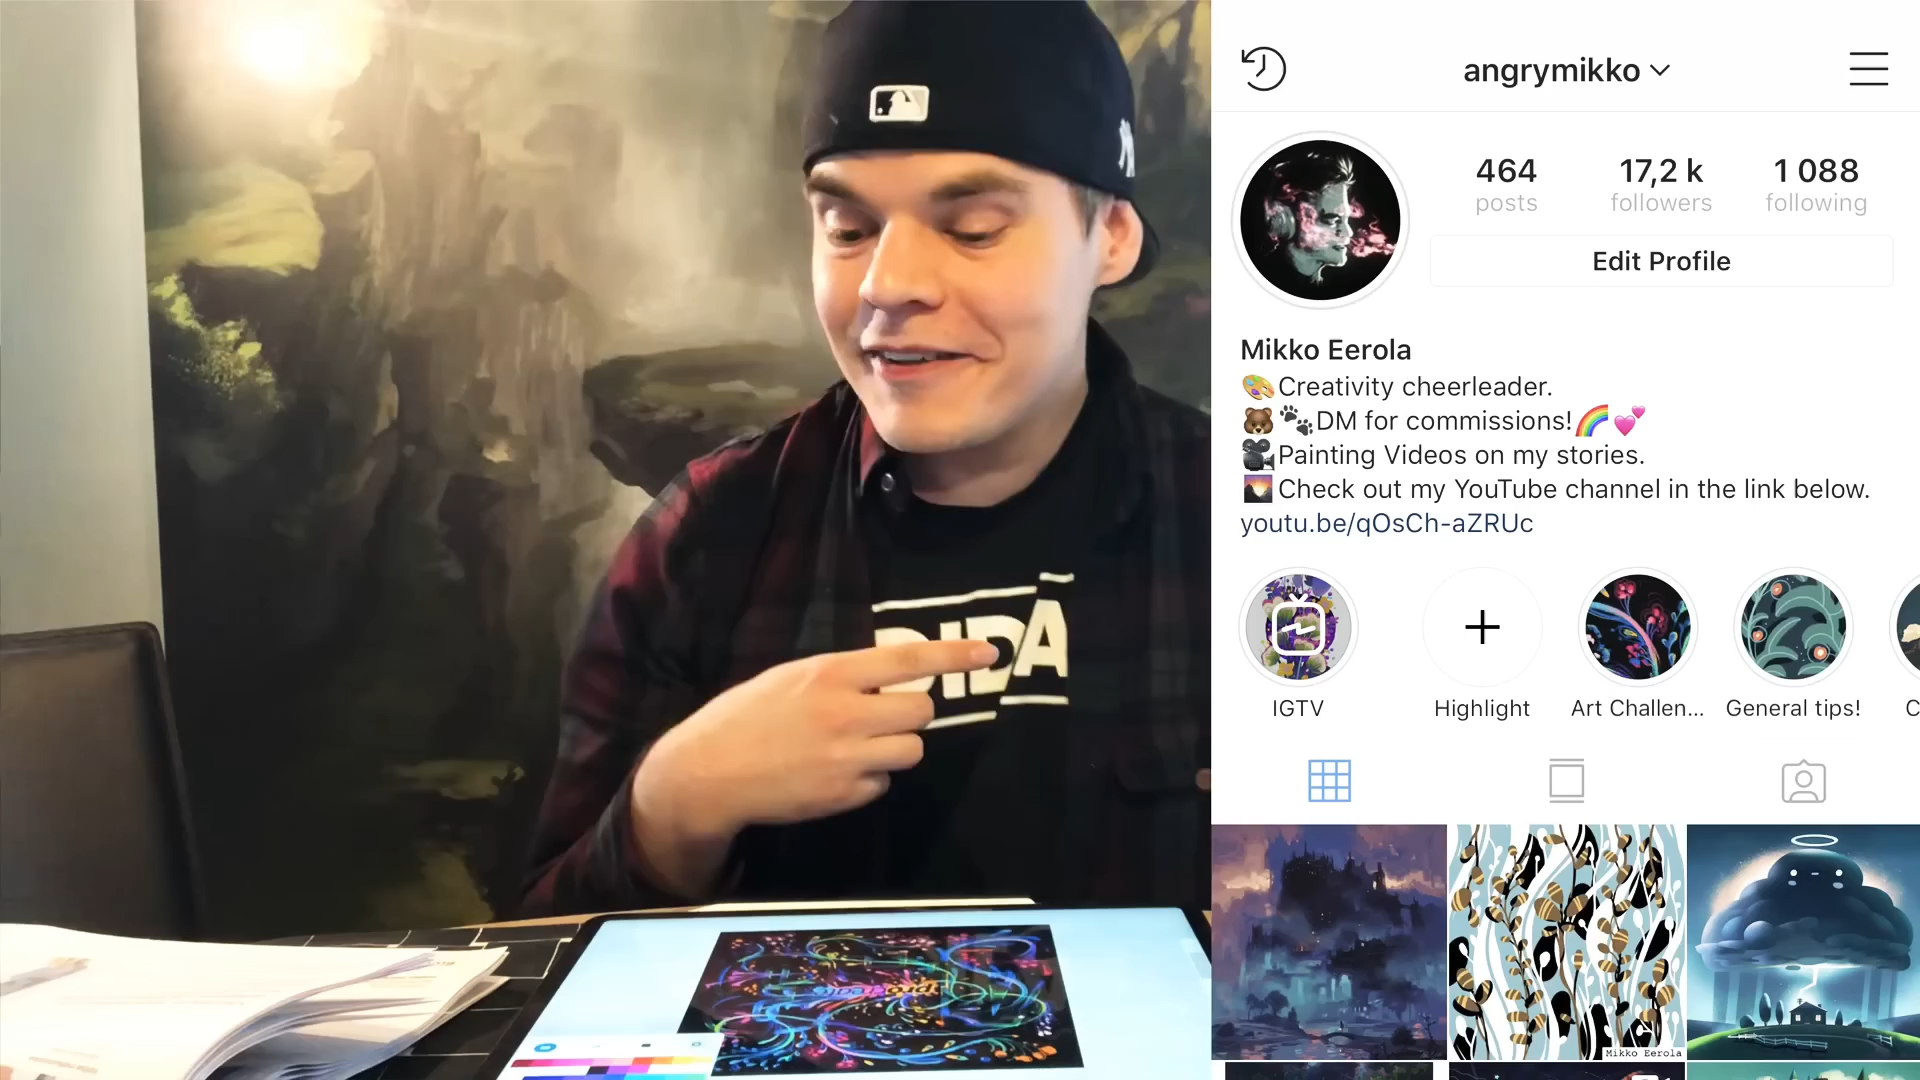 DIDA
angrymikko
464
posts
17,2 k
followers
1 088
following
Edit Profile
Mikko Eerola
Creativity cheerleader.
DM for commissions!
Painting Videos on my stories.
Check out my YouTube channel in the link below.
youtu.be/qOsCh-aZRUc
IGTV
Highlight
Art Challen...
General tips!
C
Mikko Eerola